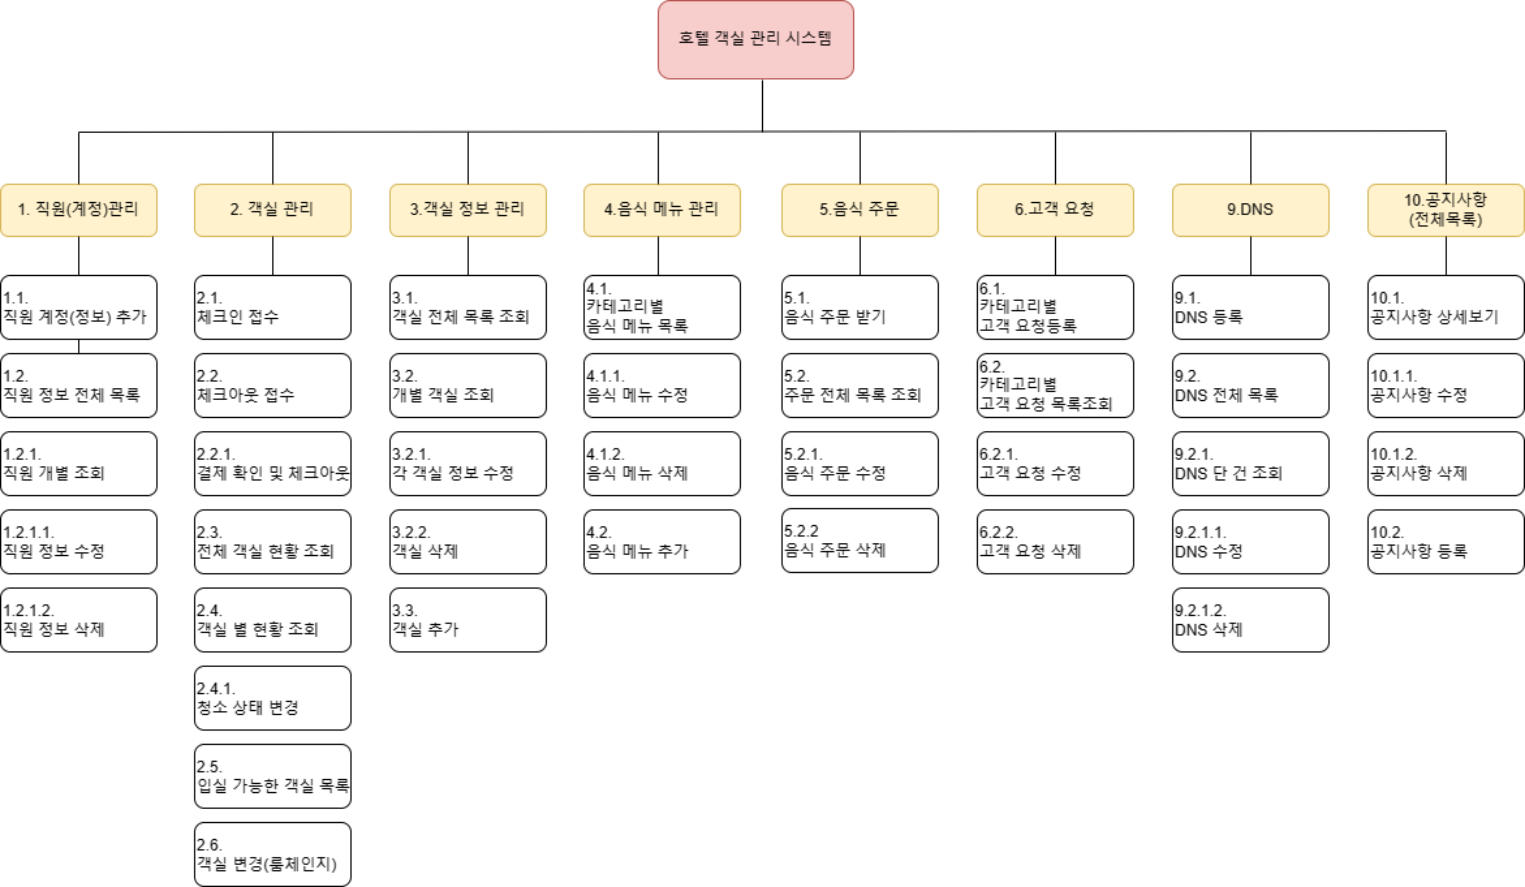 호텔 객실 관리 시스템
1. 직원(계정)관리
1.1.
직원 계정(정보) 추가
1.2.
직원 정보 전체 목록
1.2.1.
직원 개별 조회
1.2.1.1.
직원 정보 수정
1.2.1.2.
직원 정보 삭제
2. 객실 관리
2.1.
체크인 접수
2.2.
체크아웃 접수
2.2.1.
결제 확인 및 체크아웃
2.3.
전체 객실 현황 조회
2.4.
객실 별 현황 조회
2.4.1.
청소 상태 변경
2.5.
입실 가능한 객실 목록
2.6.
객실 변경(룸체인지)
3.객실 정보 관리
3.1.
객실 전체 목록 조회
3.2.
개별 객실 조회
3.2.1.
각 객실 정보 수정
3.2.2.
객실 삭제
3.3.
객실 추가
4.음식 메뉴 관리
4.1.
카테고리별
음식 메뉴 목록
4.1.1.
음식 메뉴 수정
4.1.2.
음식 메뉴 삭제
4.2.
음식 메뉴 추가
5.음식 주문
5.1.
음식 주문 받기
5.2.
주문 전체 목록 조회
5.2.1.
음식 주문 수정
5.2.2
음식 주문 삭제
6.고객 요청
6.1.
카테고리별
고객 요청등록
6.2.
카테고리별
고객 요청 목록조회
6.2.1.
고객 요청 수정
6.2.2.
고객 요청 삭제
9.DNS
9.1.
DNS 등록
9.2.
DNS 전체 목록
9.2.1.
DNS 단 건 조회
9.2.1.1.
DNS 수정
9.2.1.2.
DNS 삭제
10.공지사항
(전체목록)
10.1.
공지사항 상세보기
10.1.1.
공지사항 수정
10.1.2.
공지사항 삭제
10.2.
공지사항 등록